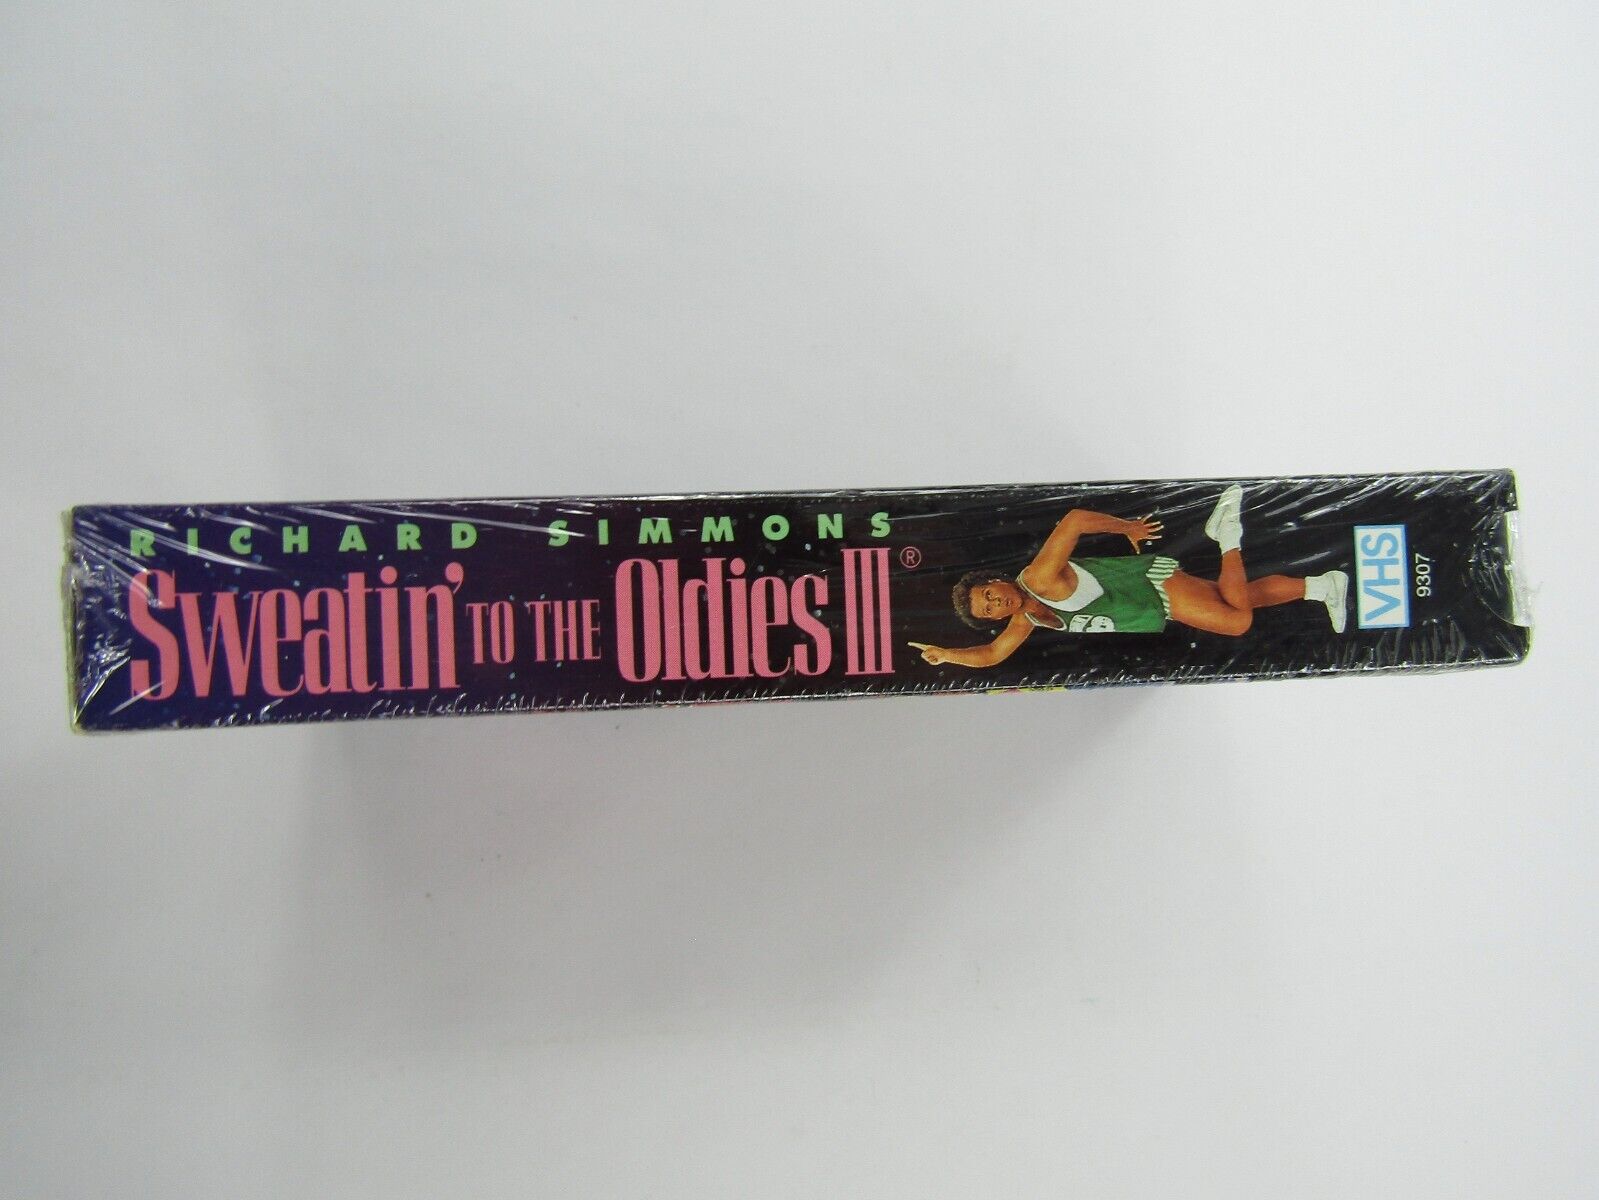 RICHARD SIMMONS
Sweatin' TO THE Oldies III®
VHS
9307